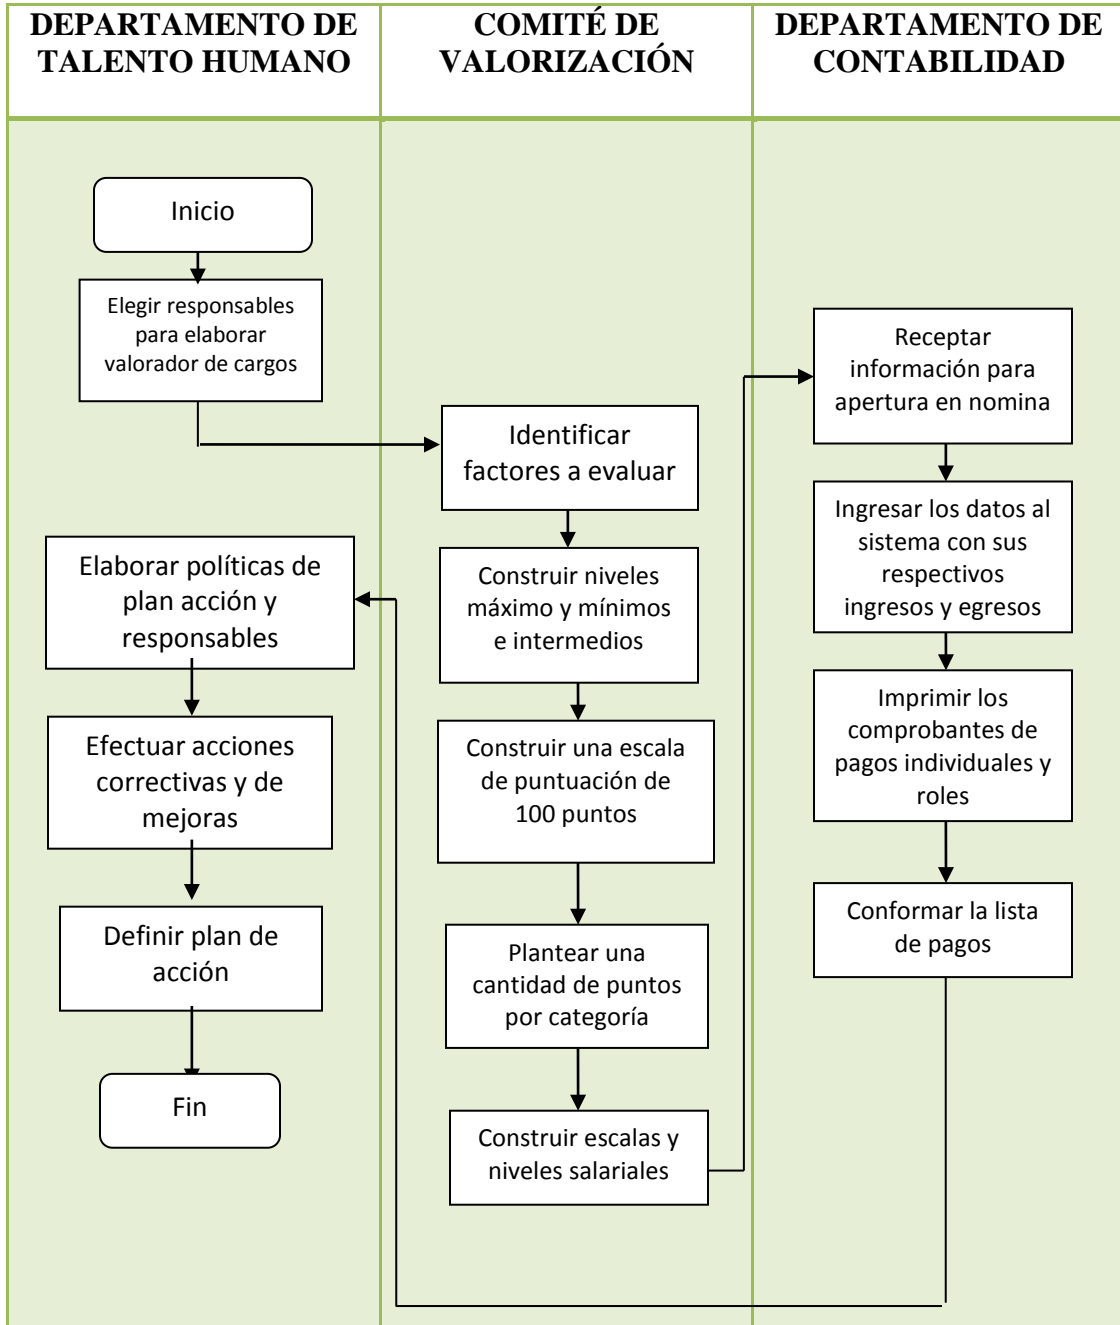 DEPARTAMENTO DE
TALENTO HUMANO
COMITÉ DE
VALORIZACIÓN
DEPARTAMENTO DE
CONTABILIDAD
Inicio
Elegir responsables
para elaborar
valorador de cargos
Identificar
factores a evaluar
Construir niveles
máximo y mínimos
e intermedios
Construir una escala
de puntuación de
100 puntos
Plantear una
cantidad de puntos
por categoría
Construir escalas y
niveles salariales
Receptar
información para
apertura en nomina
Ingresar los datos al
sistema con sus
respectivos
ingresos y egresos
Imprimir los
comprobantes de
pagos individuales y
roles
Conformar la lista
de pagos
Elaborar políticas de
plan acción y
responsables
Efectuar acciones
correctivas y de
mejoras
Definir plan de
acción
Fin